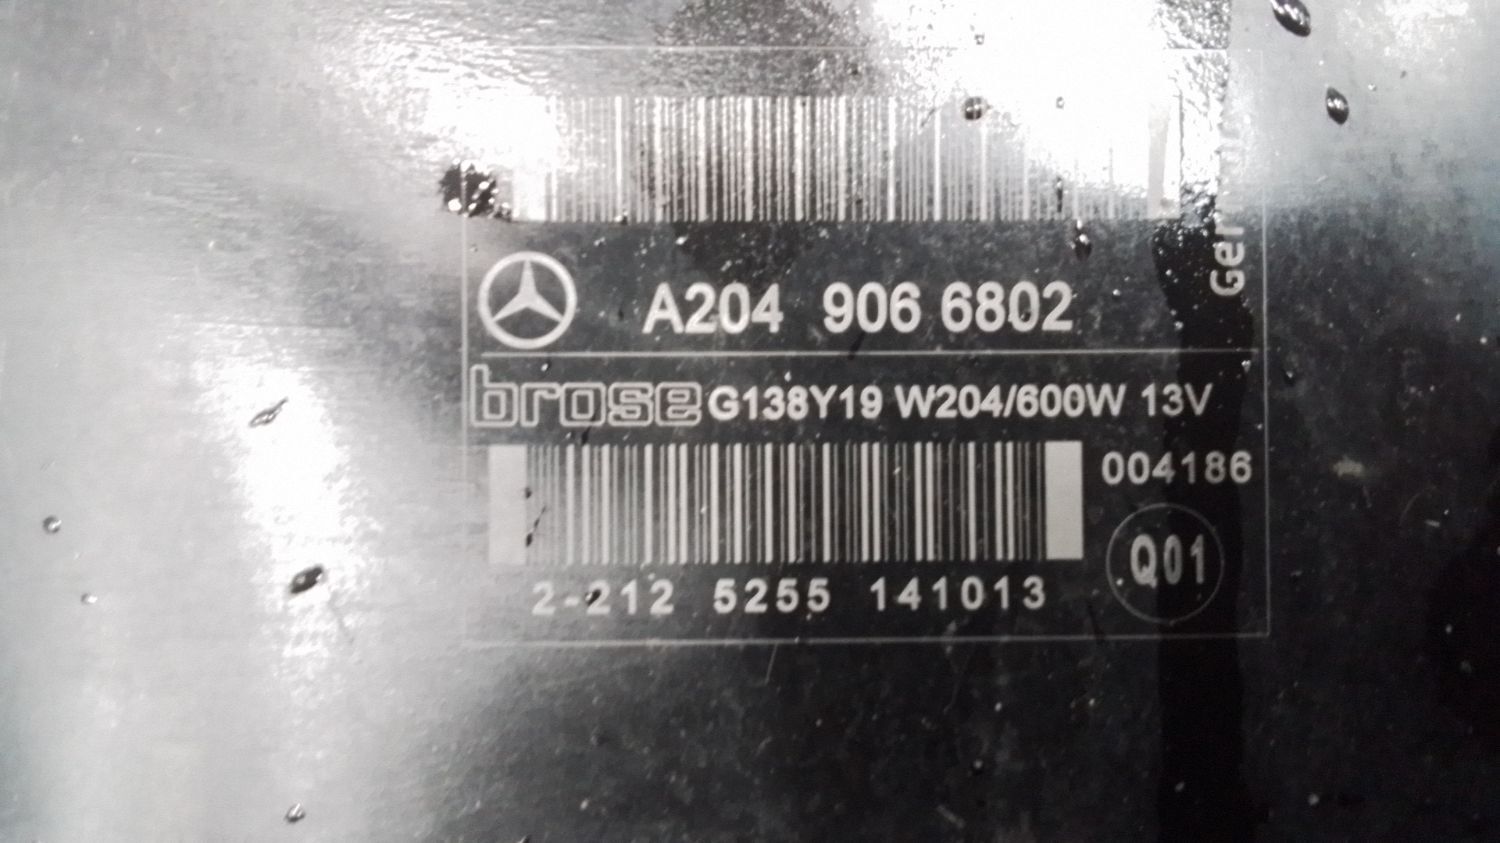 A204 906 6802
brose G138Y19 W204/600W 13V
004186
Q01
2-212 5255 141013